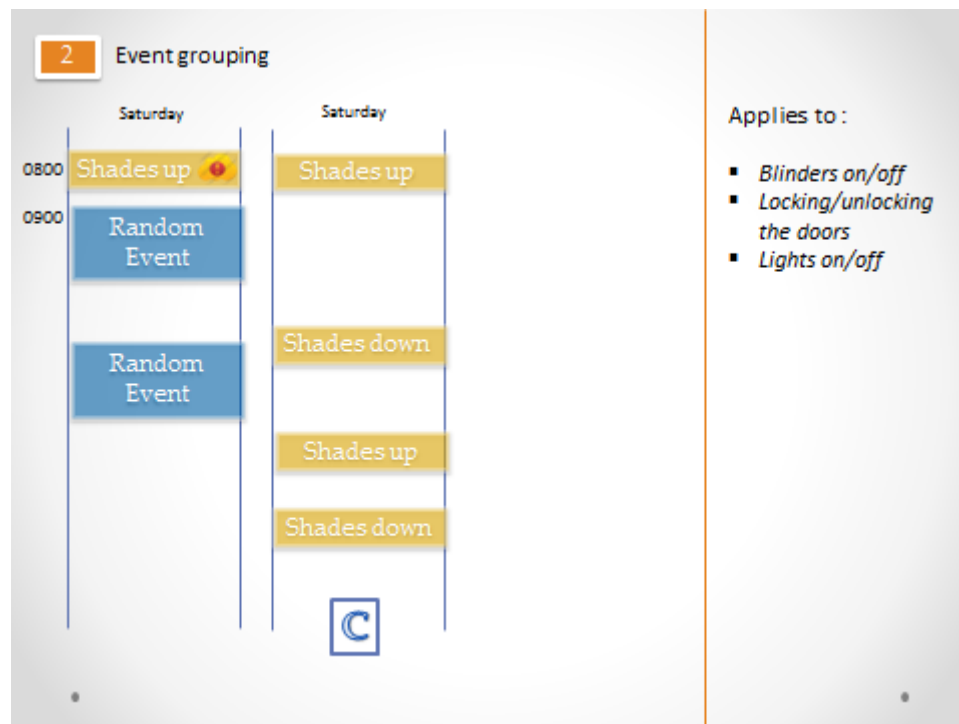 2
Event grouping
Saturday
Saturday
0800
Shades up
Shades up
0900
Random
Event
Shades down
Random
Event
Shades up
Shades down
C
Applies to :
▪ Blinders on/off
▪ Locking/unlocking
the doors
▪ Lights on/off